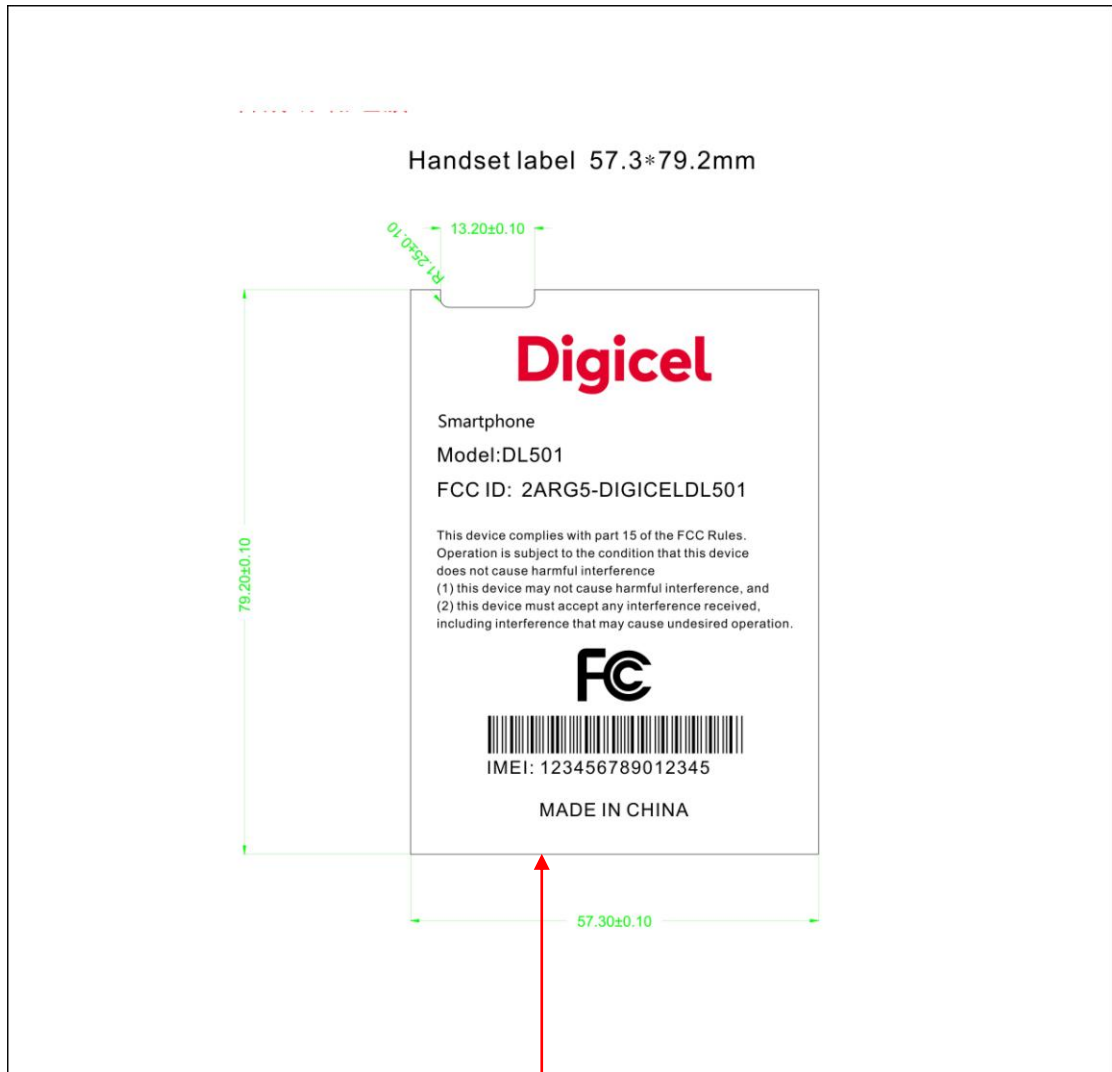 Handset label 57.3*79.2mm
13.20±0.10
R1.25±0.10
Digicel
Smartphone
Model:DL501
FCC ID: 2ARG5-DIGICELDL501
79.20±0.10
This device complies with part 15 of the FCC Rules.
Operation is subject to the condition that this device
does not cause harmful interference
(1) this device may not cause harmful interference, and
(2) this device must accept any interference received,
including interference that may cause undesired operation.
FC
IMEI: 123456789012345
MADE IN CHINA
57.30±0.10